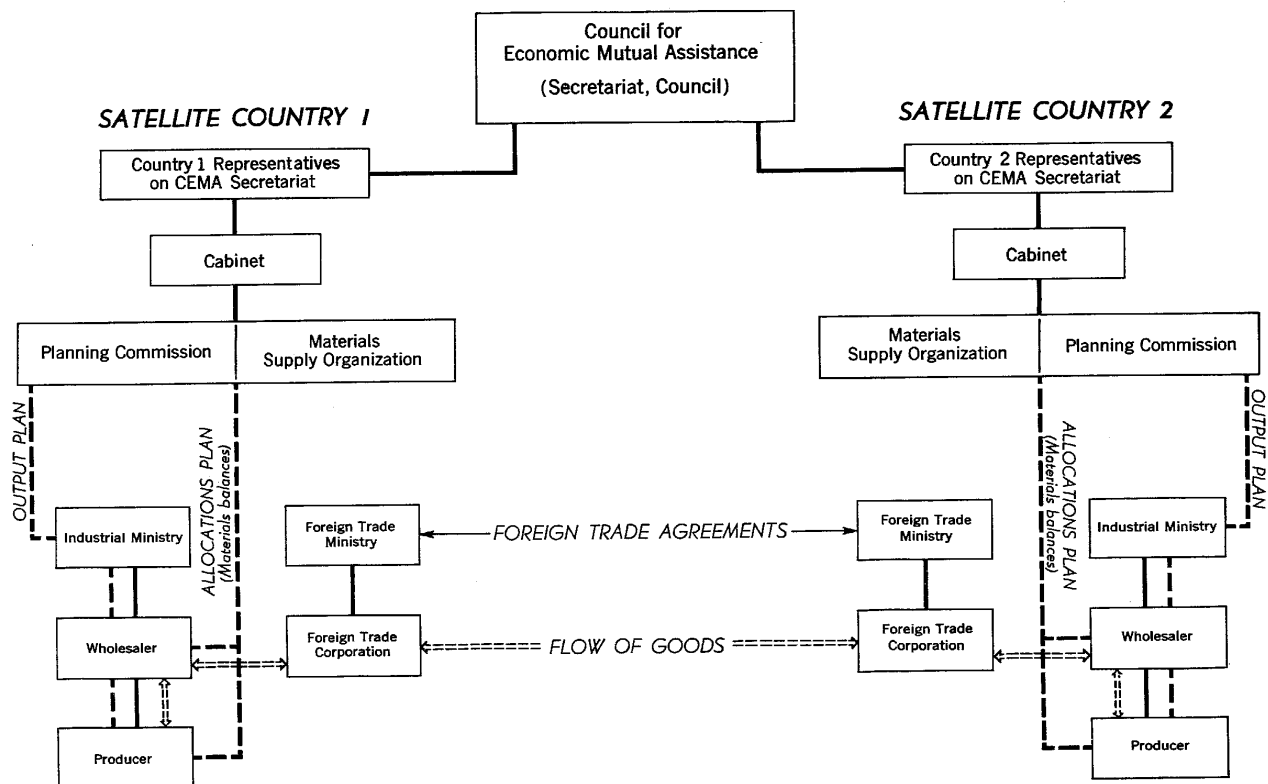 Council for
Economic Mutual Assistance
(Secretariat, Council)
SATELLITE COUNTRY 1
Country 1 Representatives
on CEMA Secretariat
Cabinet
Planning Commission
Materials
Supply Organization
OUTPUT PLAN
ALLOCATIONS PLAN
(Materials balances)
Industrial Ministry
Foreign Trade
Ministry
Wholesaler
Foreign Trade
Corporation
Producer
FOREIGN TRADE AGREEMENTS
FLOW OF GOODS
SATELLITE COUNTRY 2
Country 2 Representatives
on CEMA Secretariat
Cabinet
Materials
Supply Organization
Planning Commission
ALLOCATIONS PLAN
(Materials balances)
OUTPUT PLAN
Foreign Trade
Ministry
Industrial Ministry
Foreign Trade
Corporation
Wholesaler
Producer